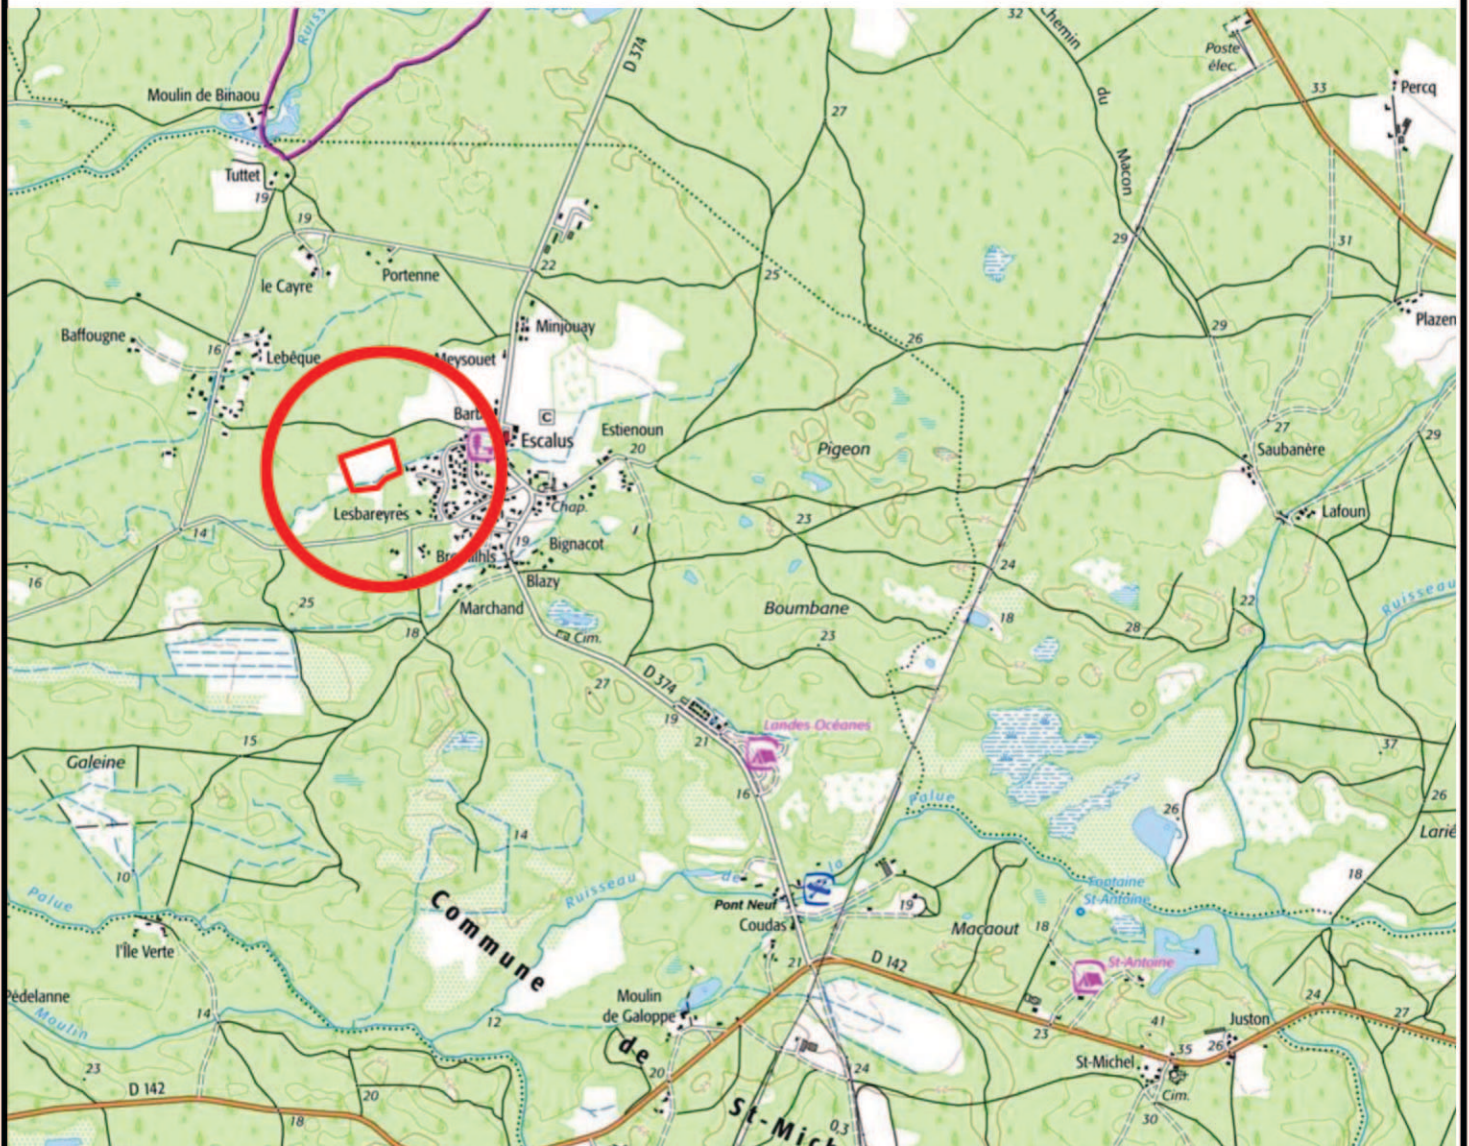 32
Chemin
Poste
élec.
D 374
Ruiss
Moulin de Binaou
27
du
33
Percq
Macon
Tuttet
19
19
29
31
22
25
le Cayre
Portenne
Minjouay
29
Plazen
Baffougne
16
Lebêque
Meysouet
26
Barb
C
Escalus
Estienoun
20
Pigeon
27
29
Saubanère
Lesbareyres
Chap.
Lafoun
14
23
19
Bignacot
Blazy
24
16
25
Marchand
Boumbane
18
22
Ruisseau
18
Cim.
23
28
27
D 374
19
Landes Océanes
15
21
37
Galeine
16
Palue
26
26
14
Larié
10
18
Palue
Ruisseau
de
la
Fontaine
St-Antoine
Commune
Pont Neuf
19
Coudas
Macaout
18
l'Île Verte
21
D 142
St-Antoine
Pédelanne
Moulin
de Galoppe
24
Moulin
14
12
23
41
Juston
27
de
St-Michel
35
26
23
20
24
Cim.
D 142
20
St-Mich
30
18
0,3